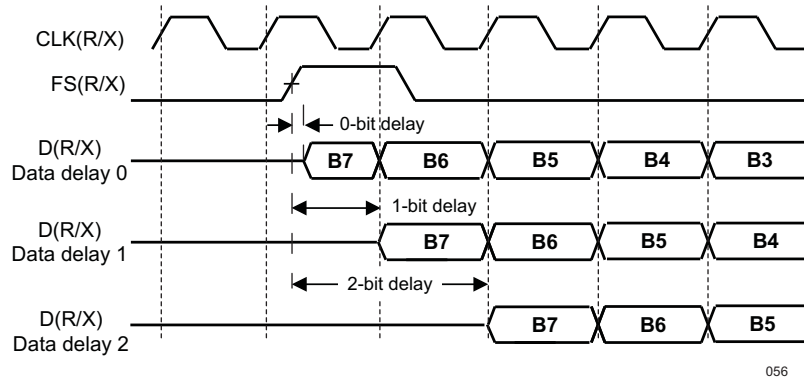 CLK(R/X)
FS(R/X)
0-bit delay
D(R/X)
Data delay 0
B7 B6 B5 B4 B3
1-bit delay
D(R/X)
Data delay 1
B7 B6 B5 B4
2-bit delay
D(R/X)
Data delay 2
B7 B6 B5
056